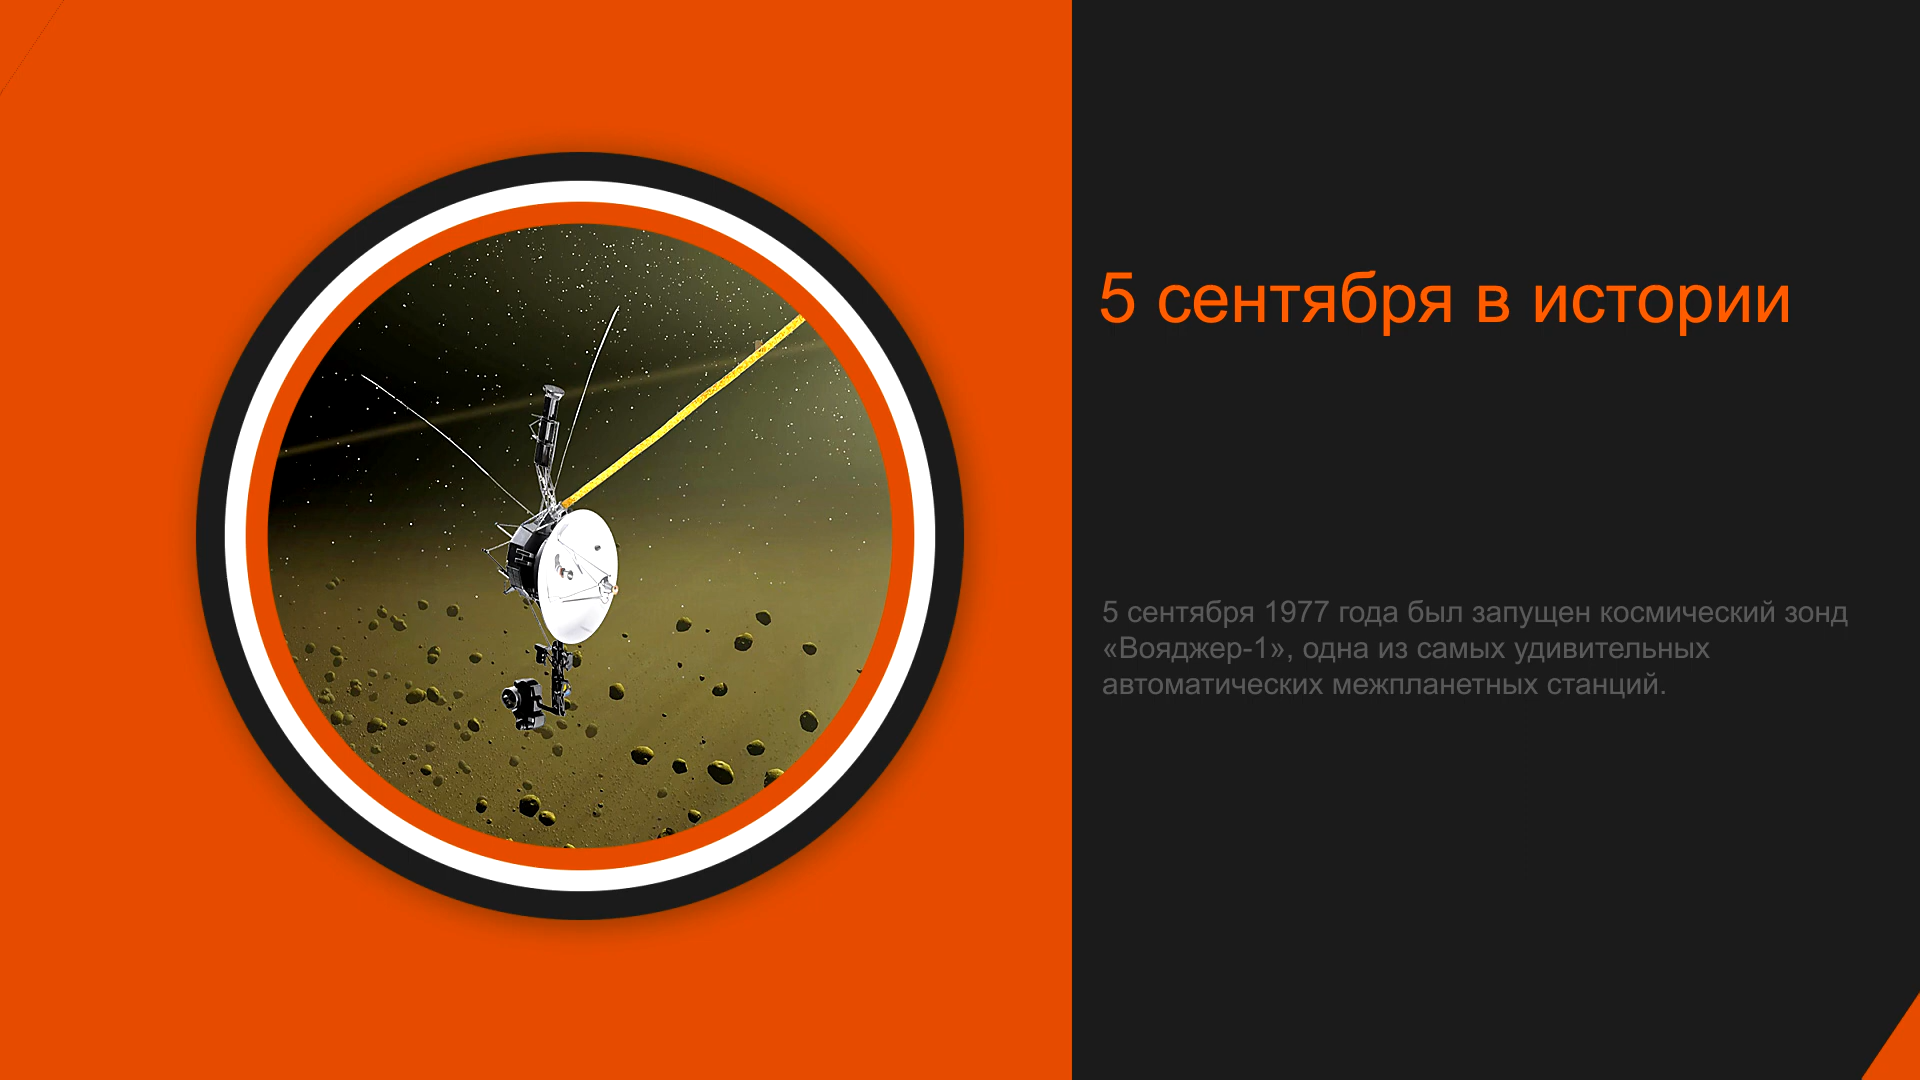 5 сентября в истории
5 сентября 1977 года был запущен космический зонд
«Вояджер-1», одна из самых удивительных
автоматических межпланетных станций.